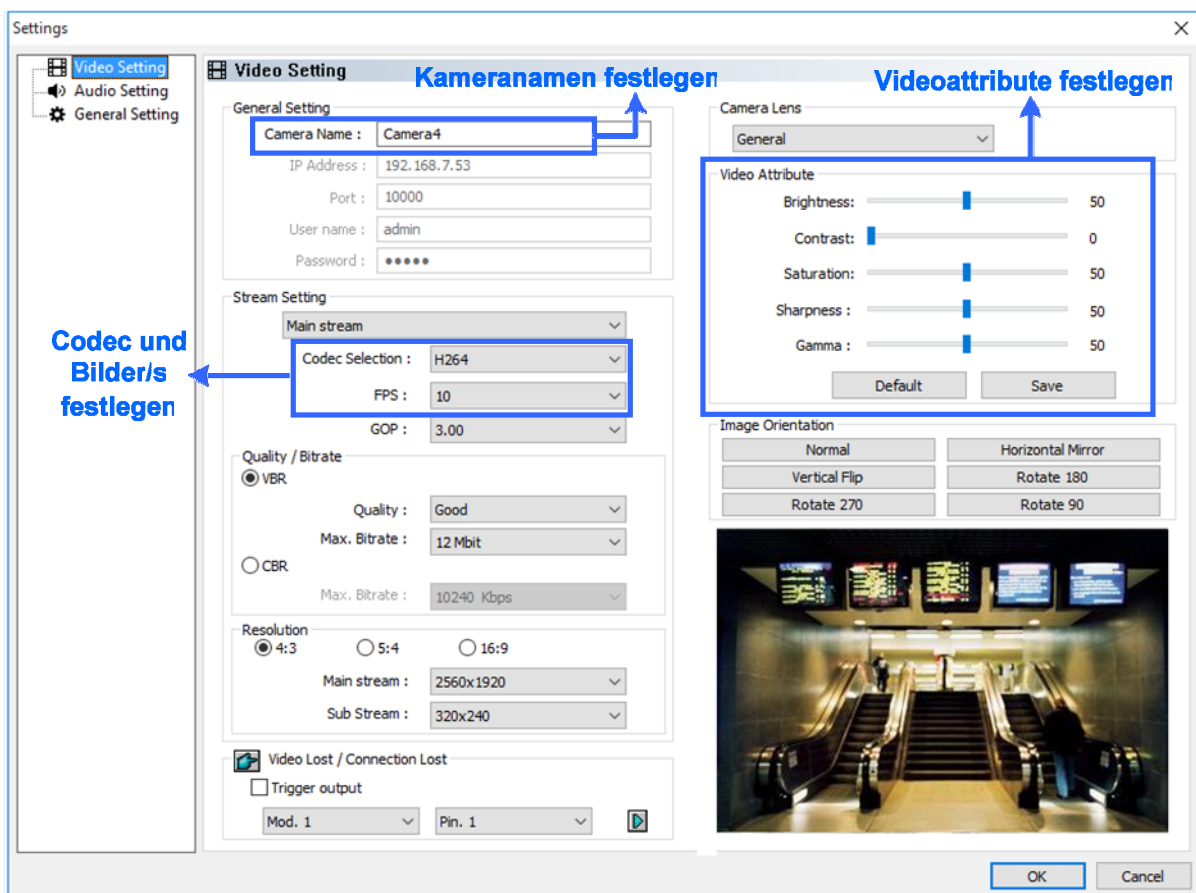 Settings
Video Setting
Audio Setting
General Setting
Video Setting
Kameranamen festlegen
Videoattribute festlegen
General Setting
Camera Name : Camera4
IP Address : 192.168.7.53
Port : 10000
User name : admin
Password : •••••
Stream Setting
Main stream
Codec und
Bilder/s
festlegen
Codec Selection : H264
FPS : 10
GOP : 3.00
Quality / Bitrate
VBR
Quality : Good
Max. Bitrate : 12 Mbit
CBR
Max. Bitrate : 10240 Kbps
Resolution
4:3 5:4 16:9
Main stream : 2560x1920
Sub Stream : 320x240
Video Lost / Connection Lost
Trigger output
Mod. 1 Pin. 1
Camera Lens
General
Video Attribute
Brightness: 50
Contrast: 0
Saturation: 50
Sharpness : 50
Gamma : 50
Default Save
Image Orientation
Normal Horizontal Mirror
Vertical Flip Rotate 180
Rotate 270 Rotate 90
OK Cancel